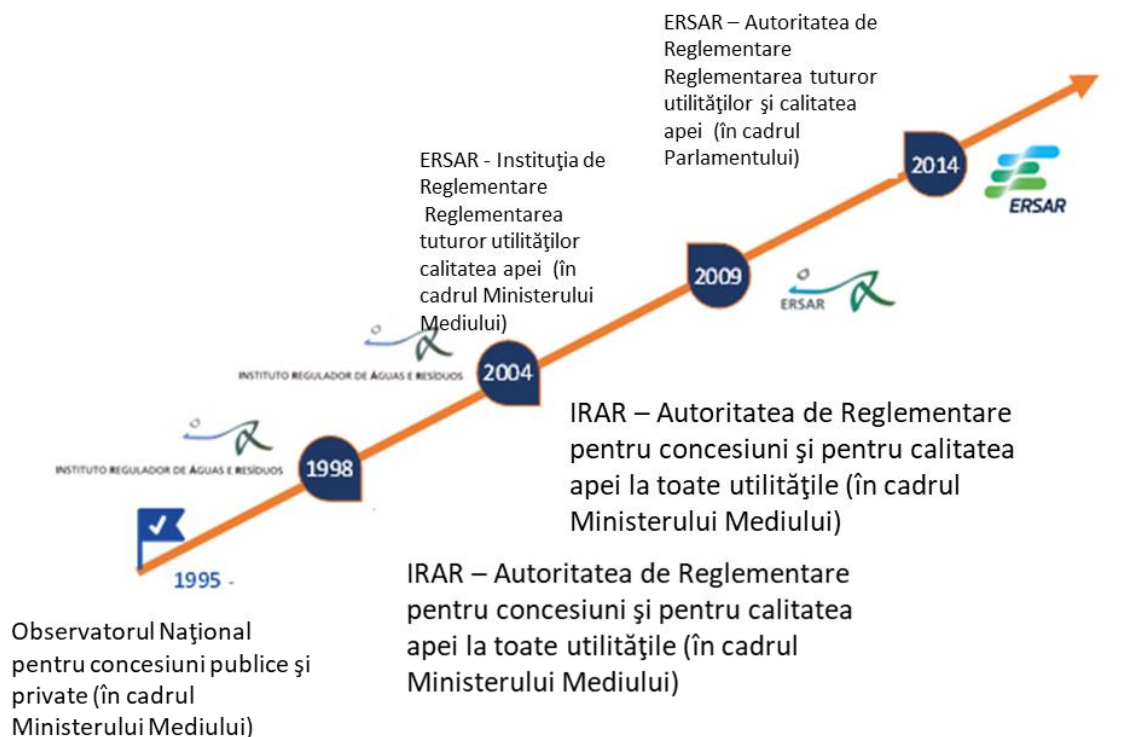 ERSAR – Autoritatea de
Reglementare
Reglementarea tuturor
utilităţilor şi calitatea
apei (în cadrul
Parlamentului)
2014
ERSAR
ERSAR - Instituţia de
Reglementare
Reglementarea
tuturor utilităţilor
calitatea apei (în
cadrul Ministerului
Mediului)
2009
ERSAR
INSTITUTO REGULADOR DE ÁGUAS E RESÍDUOS
2004
IRAR – Autoritatea de Reglementare
pentru concesiuni şi pentru calitatea
apei la toate utilităţile (în cadrul
Ministerului Mediului)
INSTITUTO REGULADOR DE ÁGUAS E RESÍDUOS
1998
IRAR – Autoritatea de Reglementare
pentru concesiuni şi pentru calitatea
apei la toate utilităţile (în cadrul
Ministerului Mediului)
1995 -
Observatorul Naţional
pentru concesiuni publice şi
private (în cadrul
Ministerului Mediului)